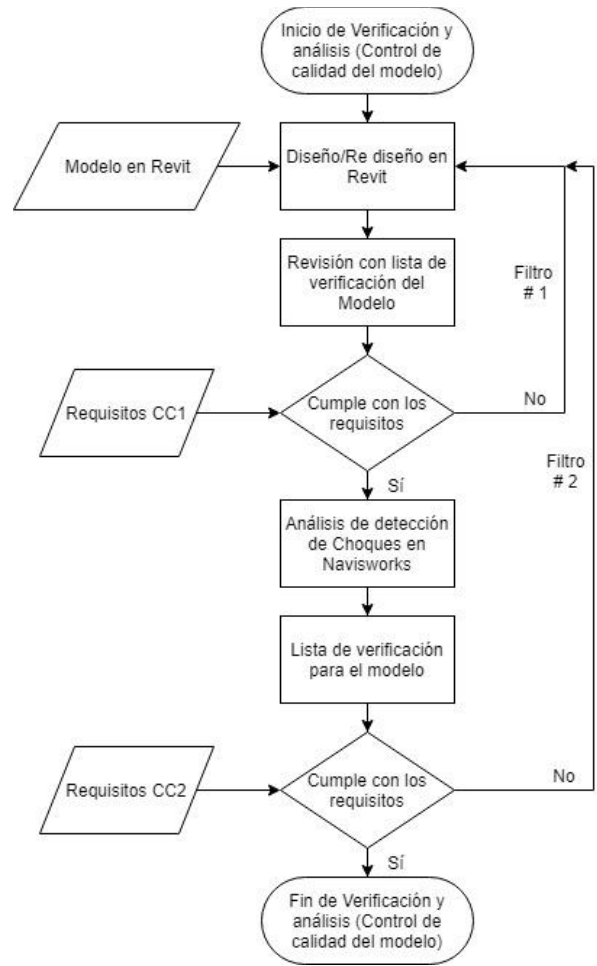 Inicio de Verificación y
análisis (Control de
calidad del modelo)
Modelo en Revit
Diseño/Re diseño en
Revit
Revisión con lista de
verificación del
Modelo
Filtro
# 1
Requisitos CC1
Cumple con los
requisitos
No
Sí
Filtro
# 2
Análisis de detección
de Choques en
Navisworks
Lista de verificación
para el modelo
Requisitos CC2
Cumple con los
requisitos
No
Sí
Fin de Verificación y
análisis (Control de
calidad del modelo)